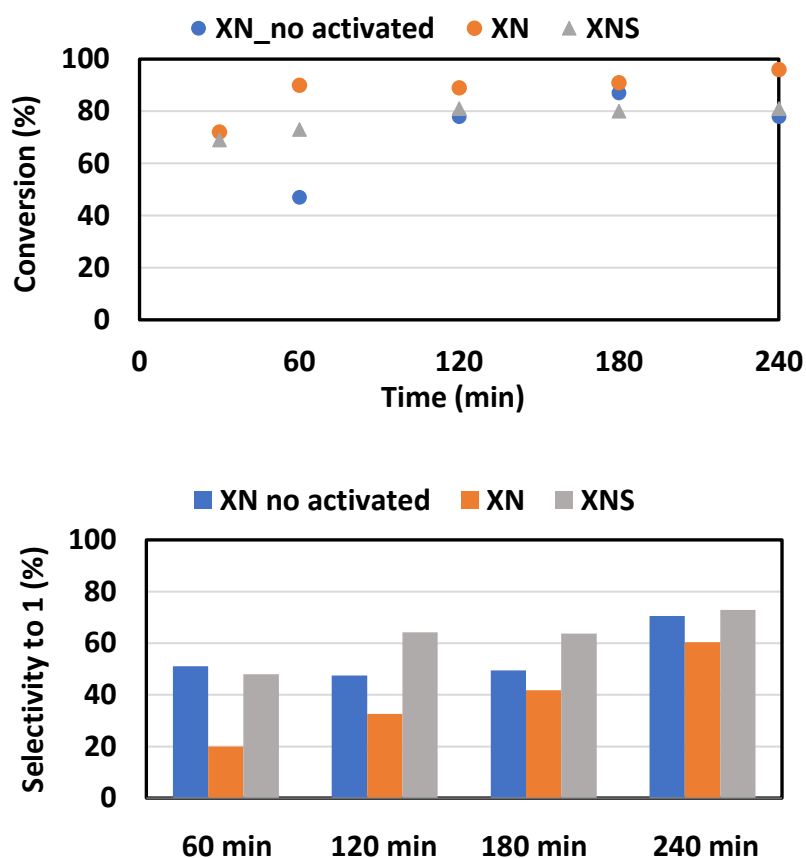 XN_no activated XN XNS
100
80
60
40
20
0
Conversion (%)
0 60 120 180 240
Time (min)
XN no activated XN XNS
100
80
60
40
20
0
Selectivity to 1 (%)
60 min 120 min 180 min 240 min